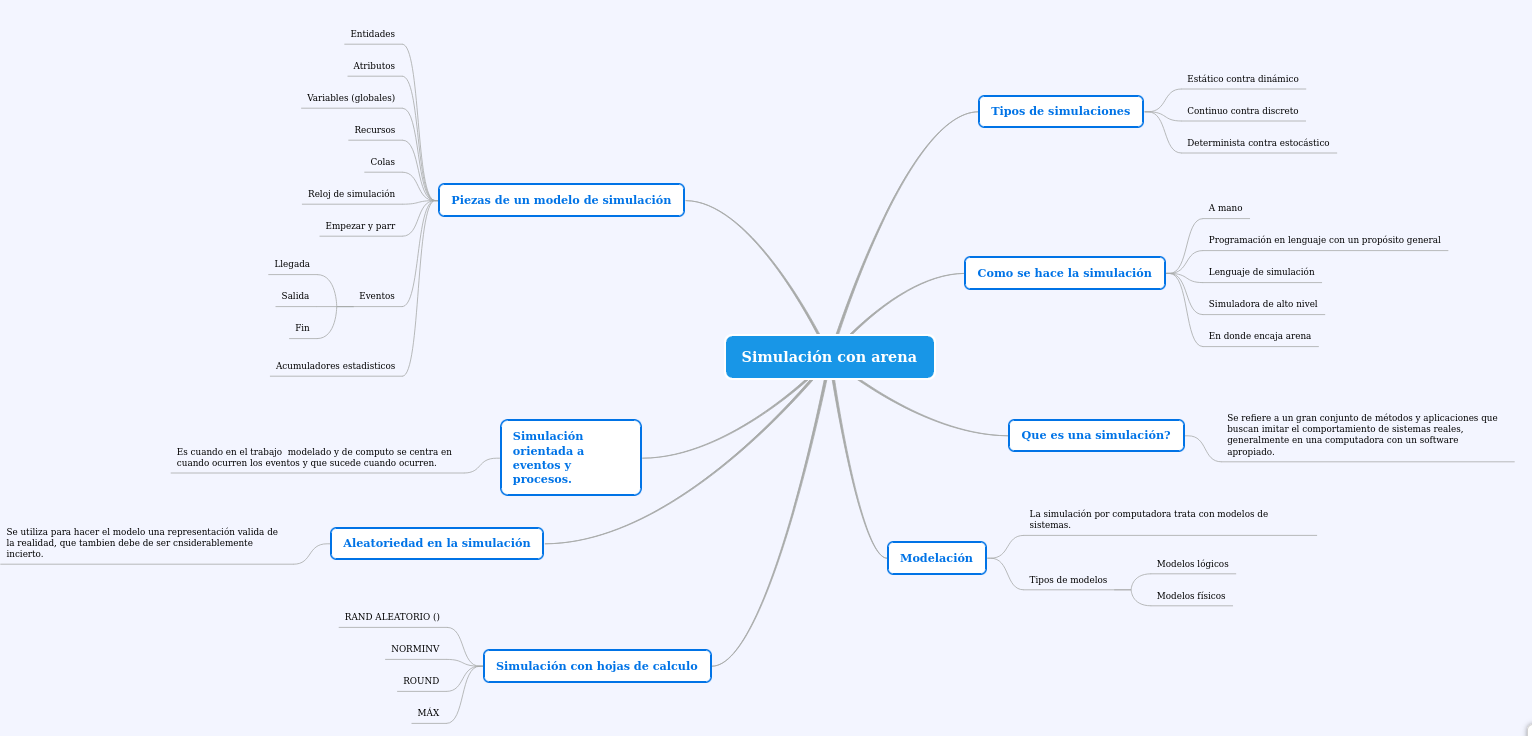 Simulación con arena
Tipos de simulaciones
Estático contra dinámico
Continuo contra discreto
Determinista contra estocástico
Como se hace la simulación
A mano
Programación en lenguaje con un propósito general
Lenguaje de simulación
Simuladora de alto nivel
En donde encaja arena
Que es una simulación?
Se refiere a un gran conjunto de métodos y aplicaciones que
buscan imitar el comportamiento de sistemas reales,
generalmente en una computadora con un software
apropiado.
Modelación
La simulación por computadora trata con modelos de
sistemas.
Tipos de modelos
Modelos lógicos
Modelos físicos
Piezas de un modelo de simulación
Entidades
Atributos
Variables (globales)
Recursos
Colas
Reloj de simulación
Empezar y parr
Eventos
Llegada
Salida
Fin
Acumuladores estadisticos
Simulación
orientada a
eventos y
procesos.
Es cuando en el trabajo  modelado y de computo se centra en
cuando ocurren los eventos y que sucede cuando ocurren.
Aleatoriedad en la simulación
Se utiliza para hacer el modelo una representación valida de
la realidad, que tambien debe de ser cnsiderablemente
incierto.
Simulación con hojas de calculo
RAND ALEATORIO ()
NORMINV
ROUND
MÁX